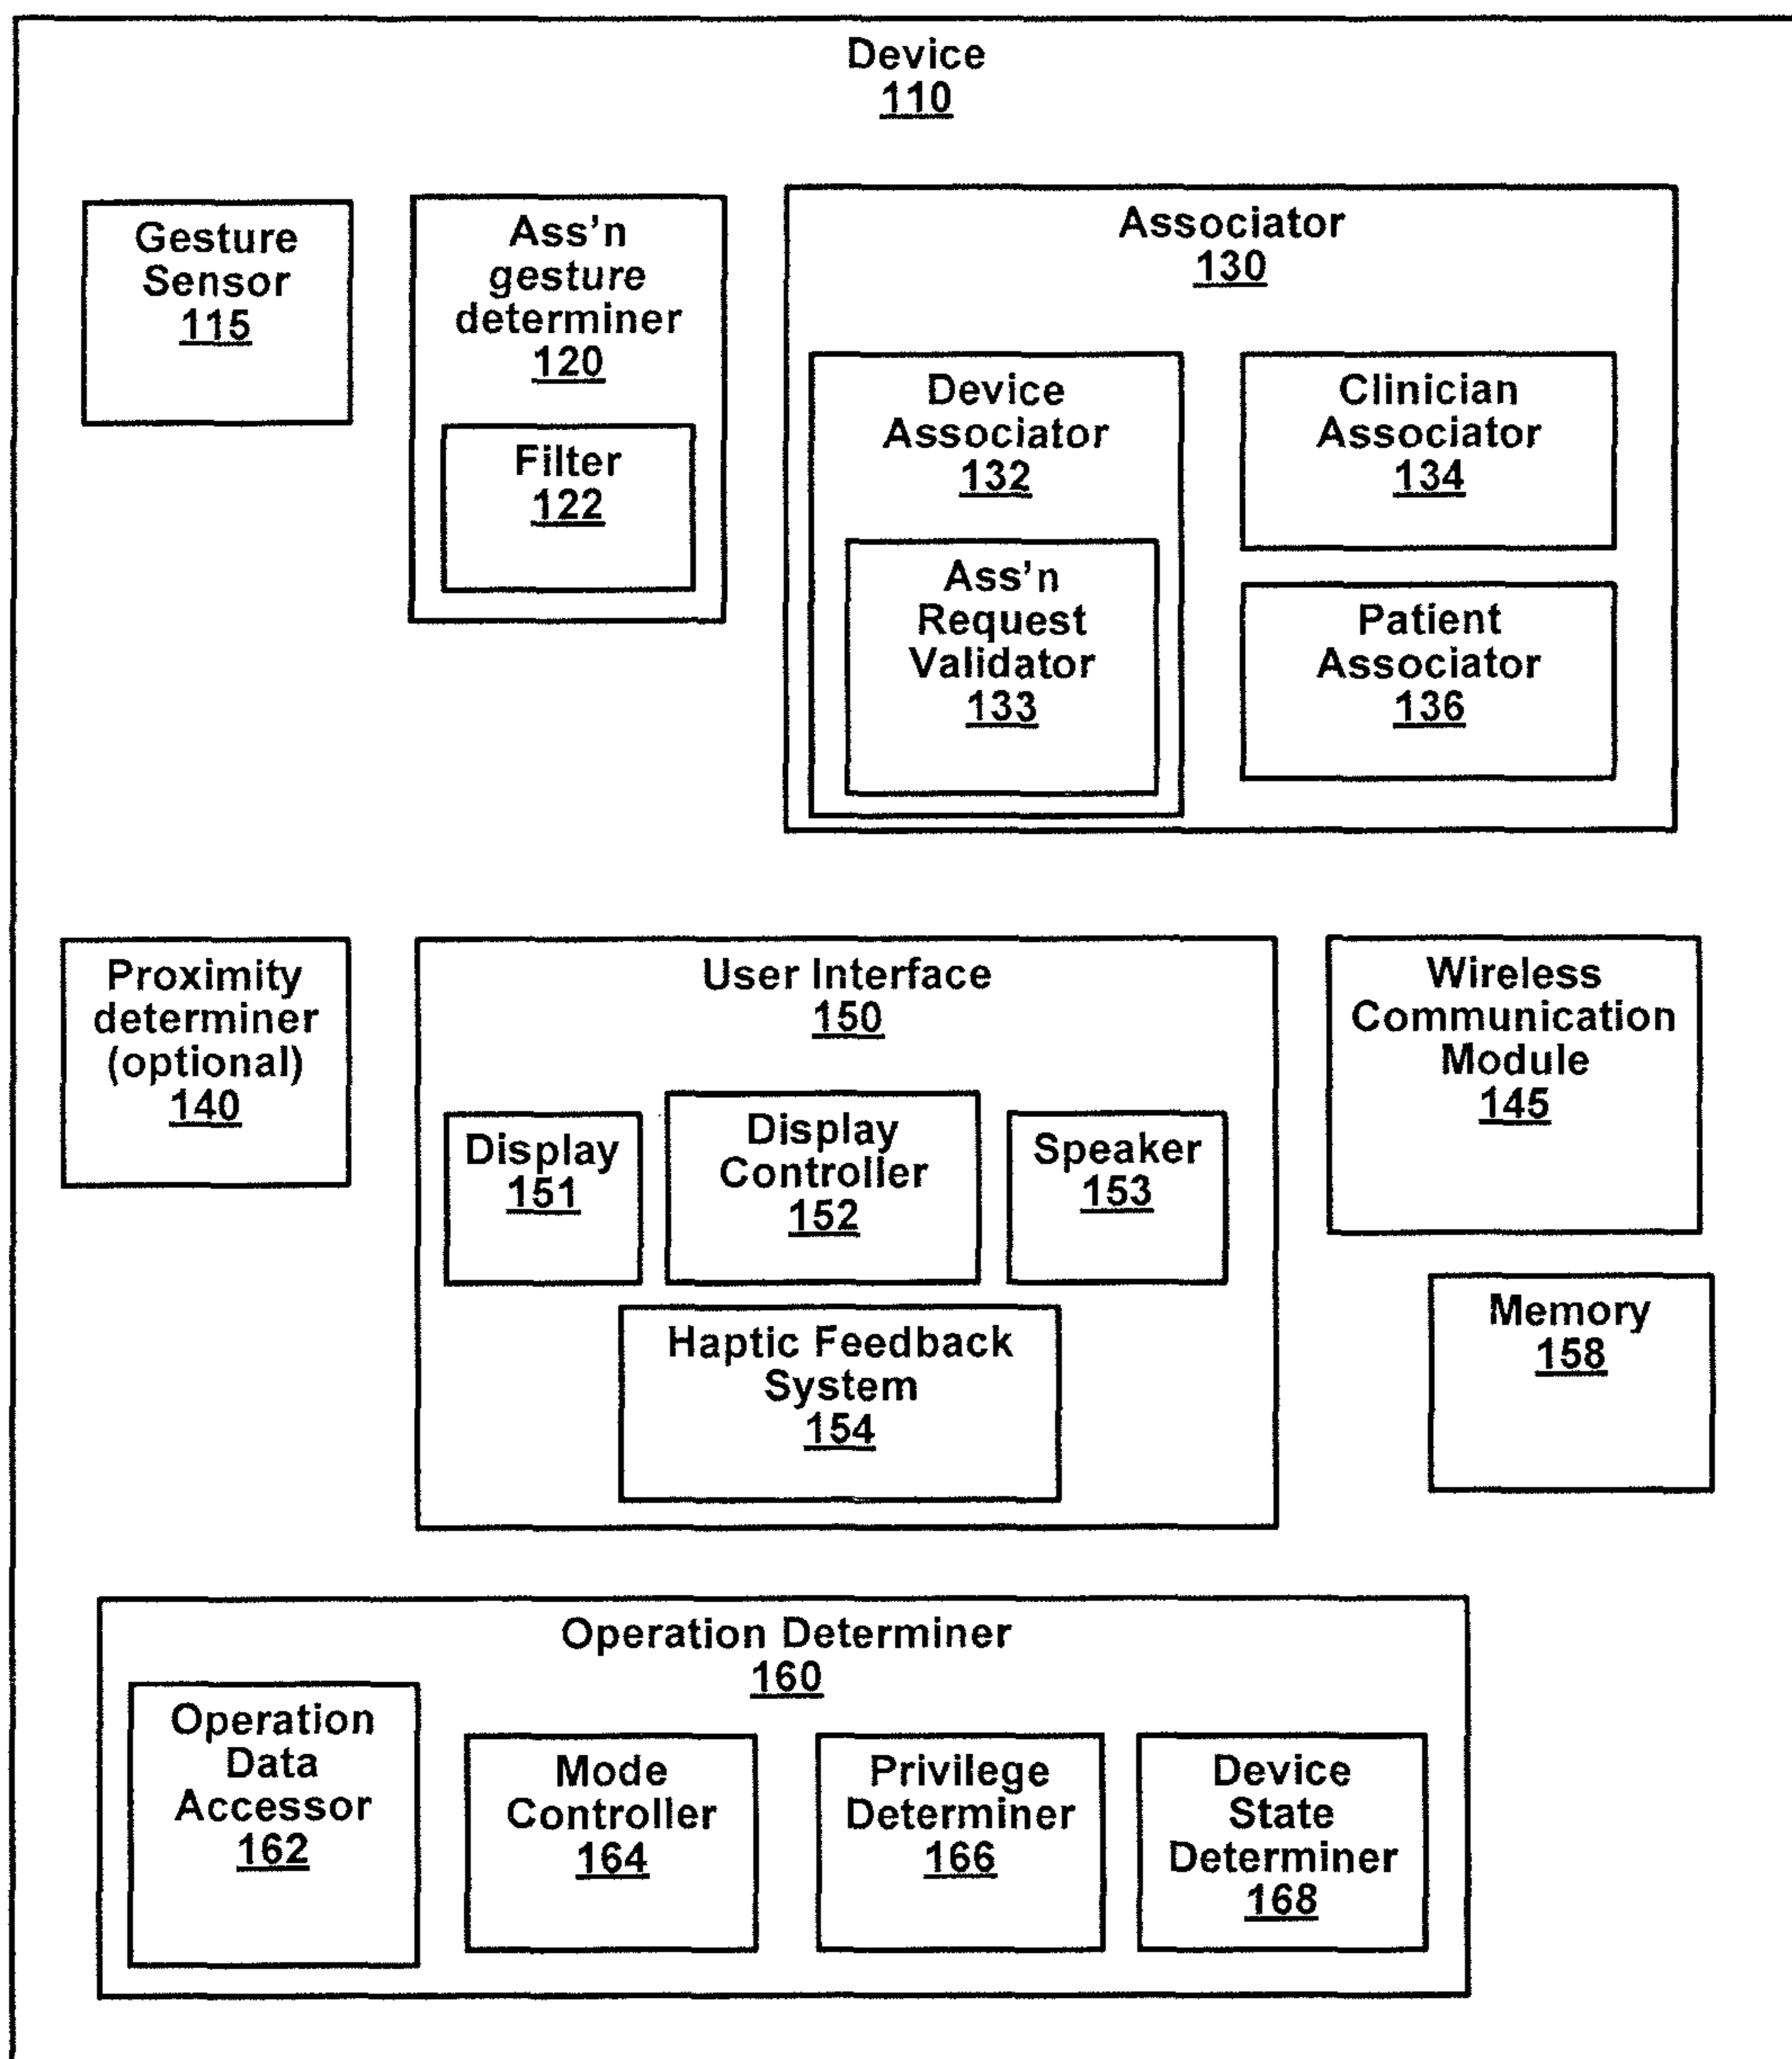 Device
110
Gesture
Sensor
115
Ass'n
gesture
determiner
120
Filter
122
Associator
130
Device
Associator
132
Ass'n
Request
Validator
133
Clinician
Associator
134
Patient
Associator
136
Proximity
determiner
(optional)
140
User Interface
150
Display
151
Display
Controller
152
Speaker
153
Haptic Feedback
System
154
Wireless
Communication
Module
145
Memory
158
Operation Determiner
160
Operation
Data
Accessor
162
Mode
Controller
164
Privilege
Determiner
166
Device
State
Determiner
168